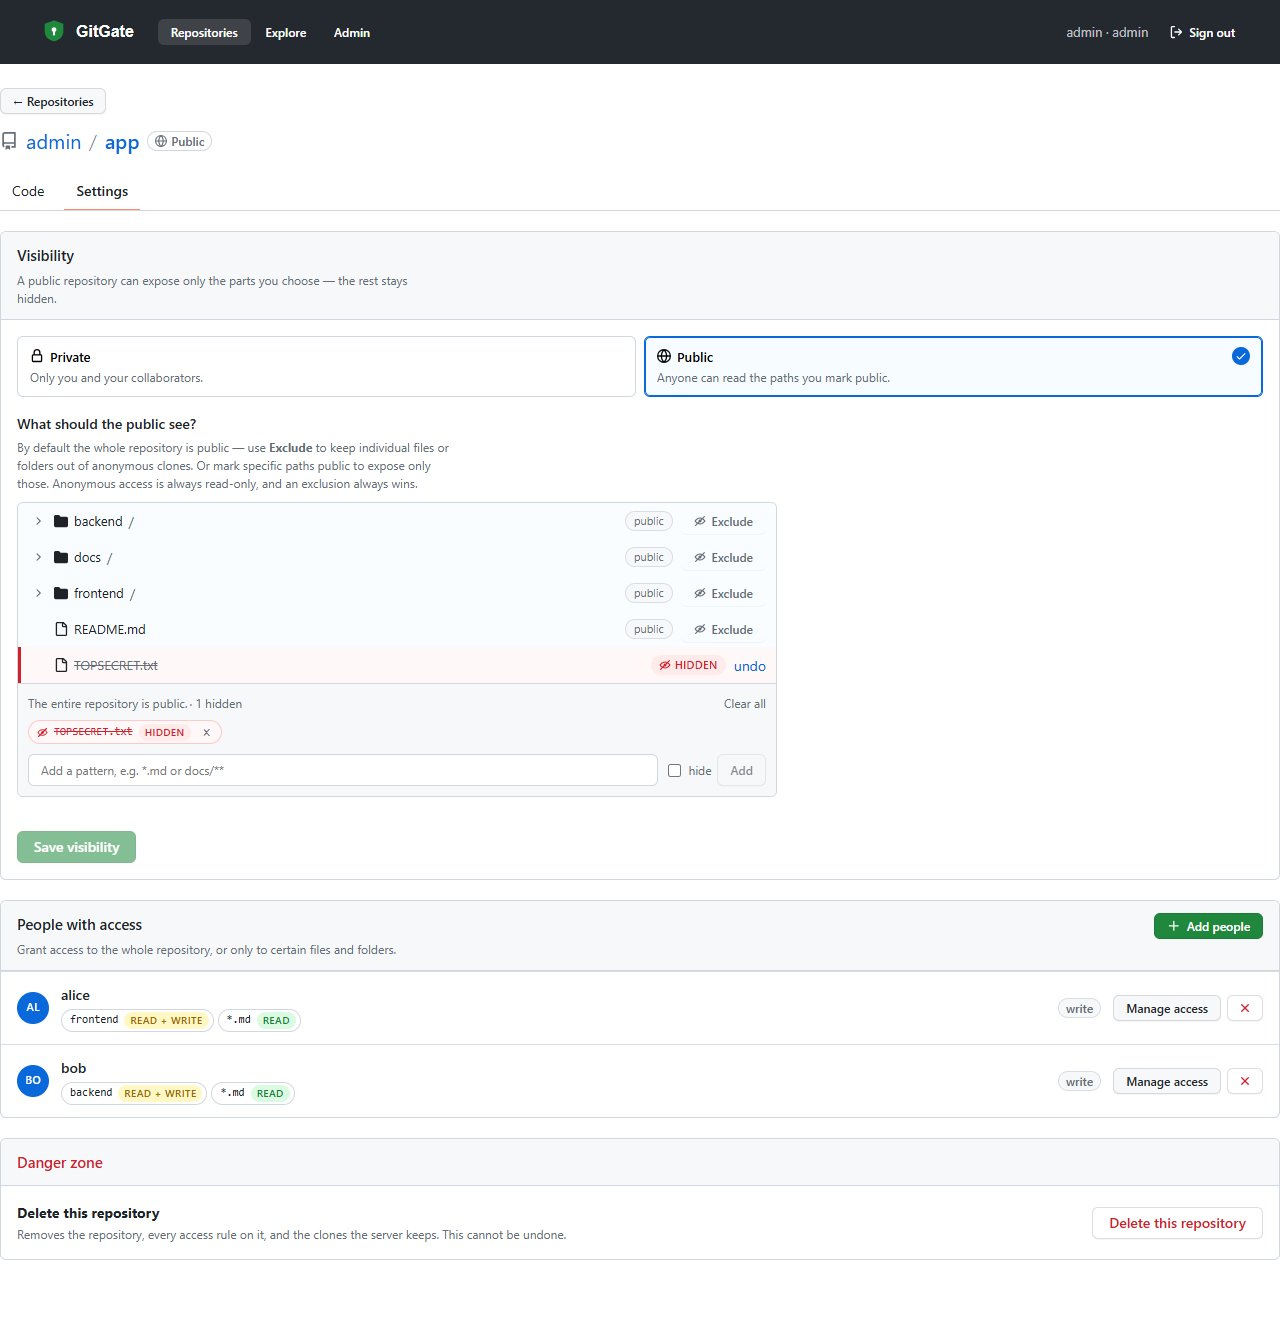 GitGate
Repositories
Explore
Admin
admin · admin
Sign out
← Repositories
admin / app
Public
Code
Settings
Visibility
A public repository can expose only the parts you choose — the rest stays
hidden.
Private
Only you and your collaborators.
Public
Anyone can read the paths you mark public.
What should the public see?
By default the whole repository is public — use Exclude to keep individual files or
folders out of anonymous clones. Or mark specific paths public to expose only
those. Anonymous access is always read-only, and an exclusion always wins.
backend /
public
Exclude
docs /
public
Exclude
frontend /
public
Exclude
README.md
public
Exclude
TOPSECRET.txt
HIDDEN
undo
The entire repository is public. · 1 hidden
Clear all
TOPSECRET.txt HIDDEN x
Add a pattern, e.g. *.md or docs/**
hide
Add
Save visibility
People with access
Grant access to the whole repository, or only to certain files and folders.
+ Add people
AL
alice
frontend READ + WRITE
*.md READ
write
Manage access
×
BO
bob
backend READ + WRITE
*.md READ
write
Manage access
×
Danger zone
Delete this repository
Removes the repository, every access rule on it, and the clones the server keeps. This cannot be undone.
Delete this repository